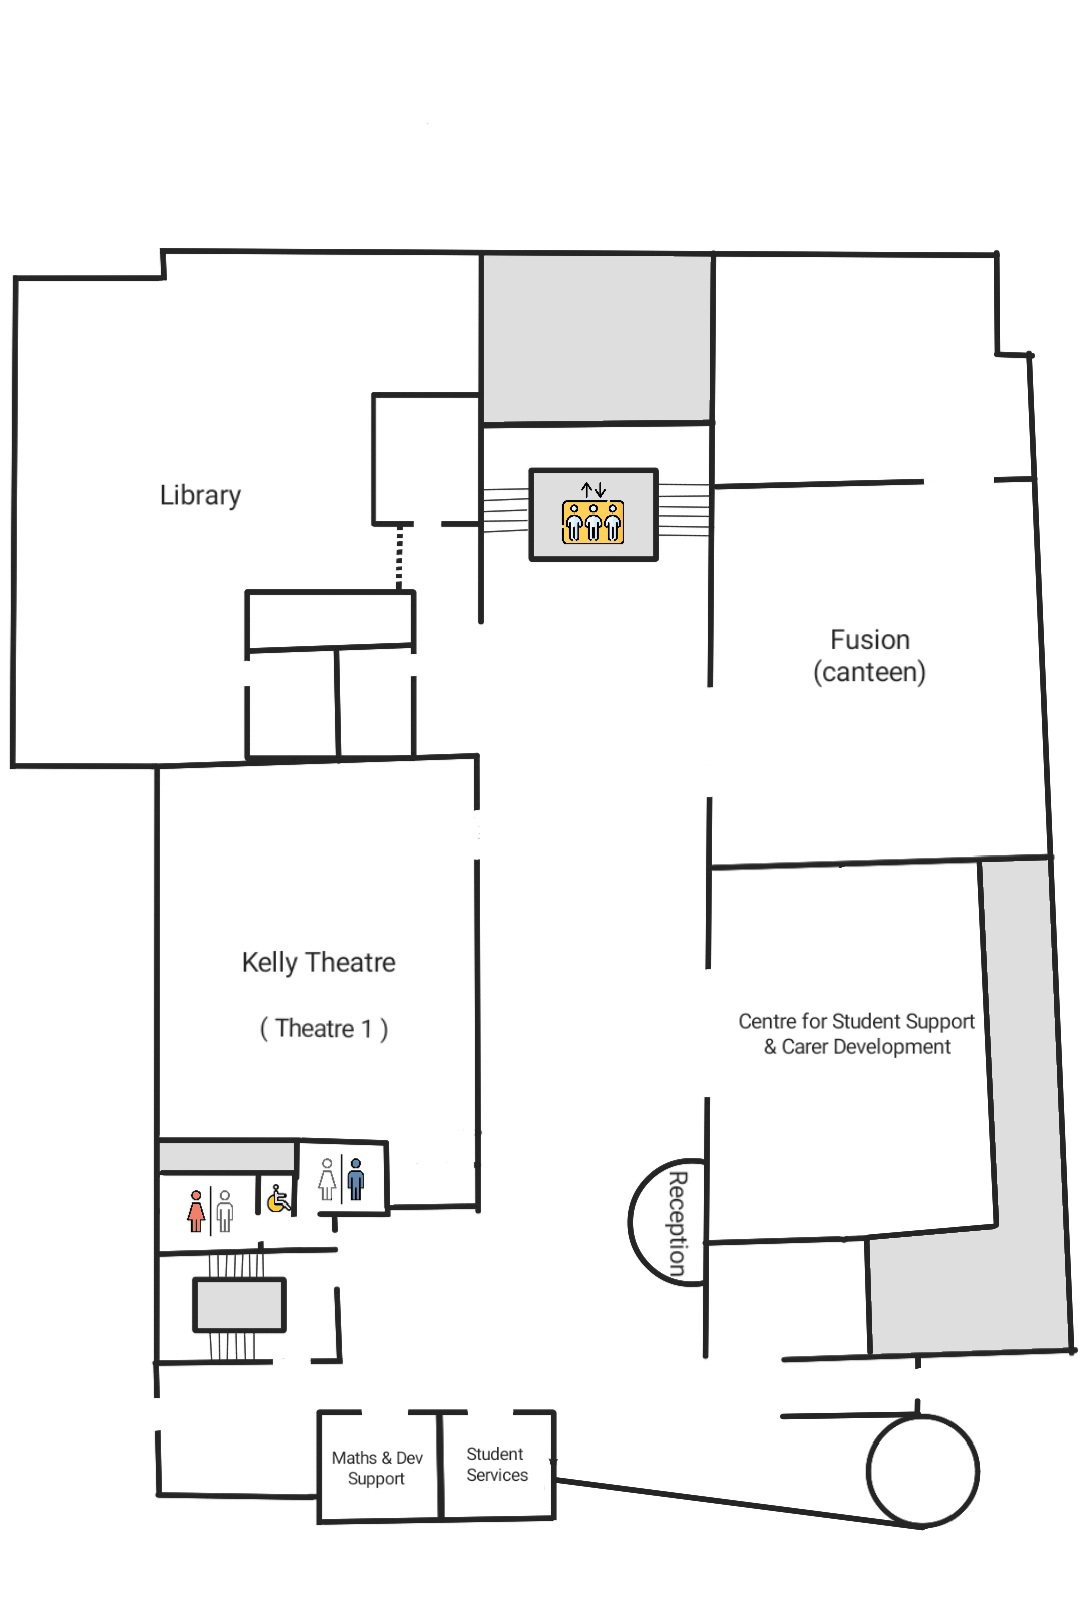 Library
Fusion
(canteen)
Kelly Theatre
( Theatre 1 )
Centre for Student Support
& Carer Development
Reception
Maths & Dev
Support
Student
Services